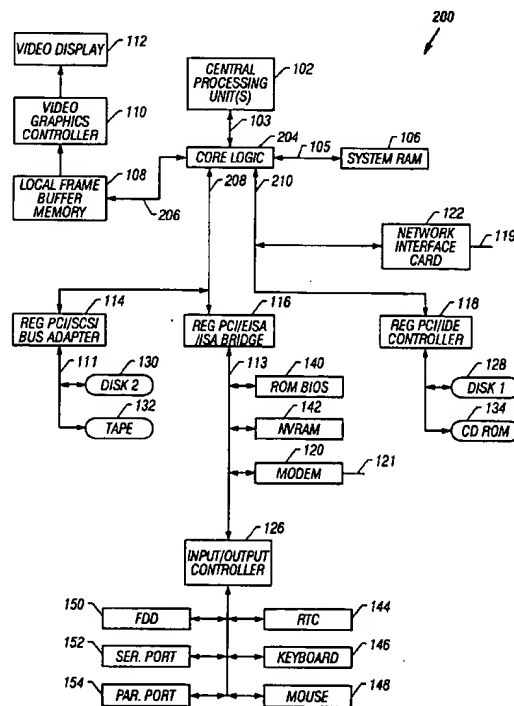 200
VIDEO DISPLAY
112
CENTRAL
PROCESSING
UNIT(S)
102
103
VIDEO
GRAPHICS
CONTROLLER
110
204
105
106
CORE LOGIC
SYSTEM RAM
LOCAL FRAME
BUFFER
MEMORY
108
206
208
210
122
NETWORK
INTERFACE
CARD
119
114
116
118
REG PCI/SCSI
BUS ADAPTER
REG PCI/EISA
/ISA BRIDGE
REG PCI/IDE
CONTROLLER
111
130
DISK 2
132
TAPE
113
140
ROM BIOS
142
NVRAM
120
MODEM
121
128
DISK 1
134
CD ROM
126
INPUT/OUTPUT
CONTROLLER
150
FDD
RTC
144
152
SER. PORT
KEYBOARD
146
154
PAR. PORT
MOUSE
148